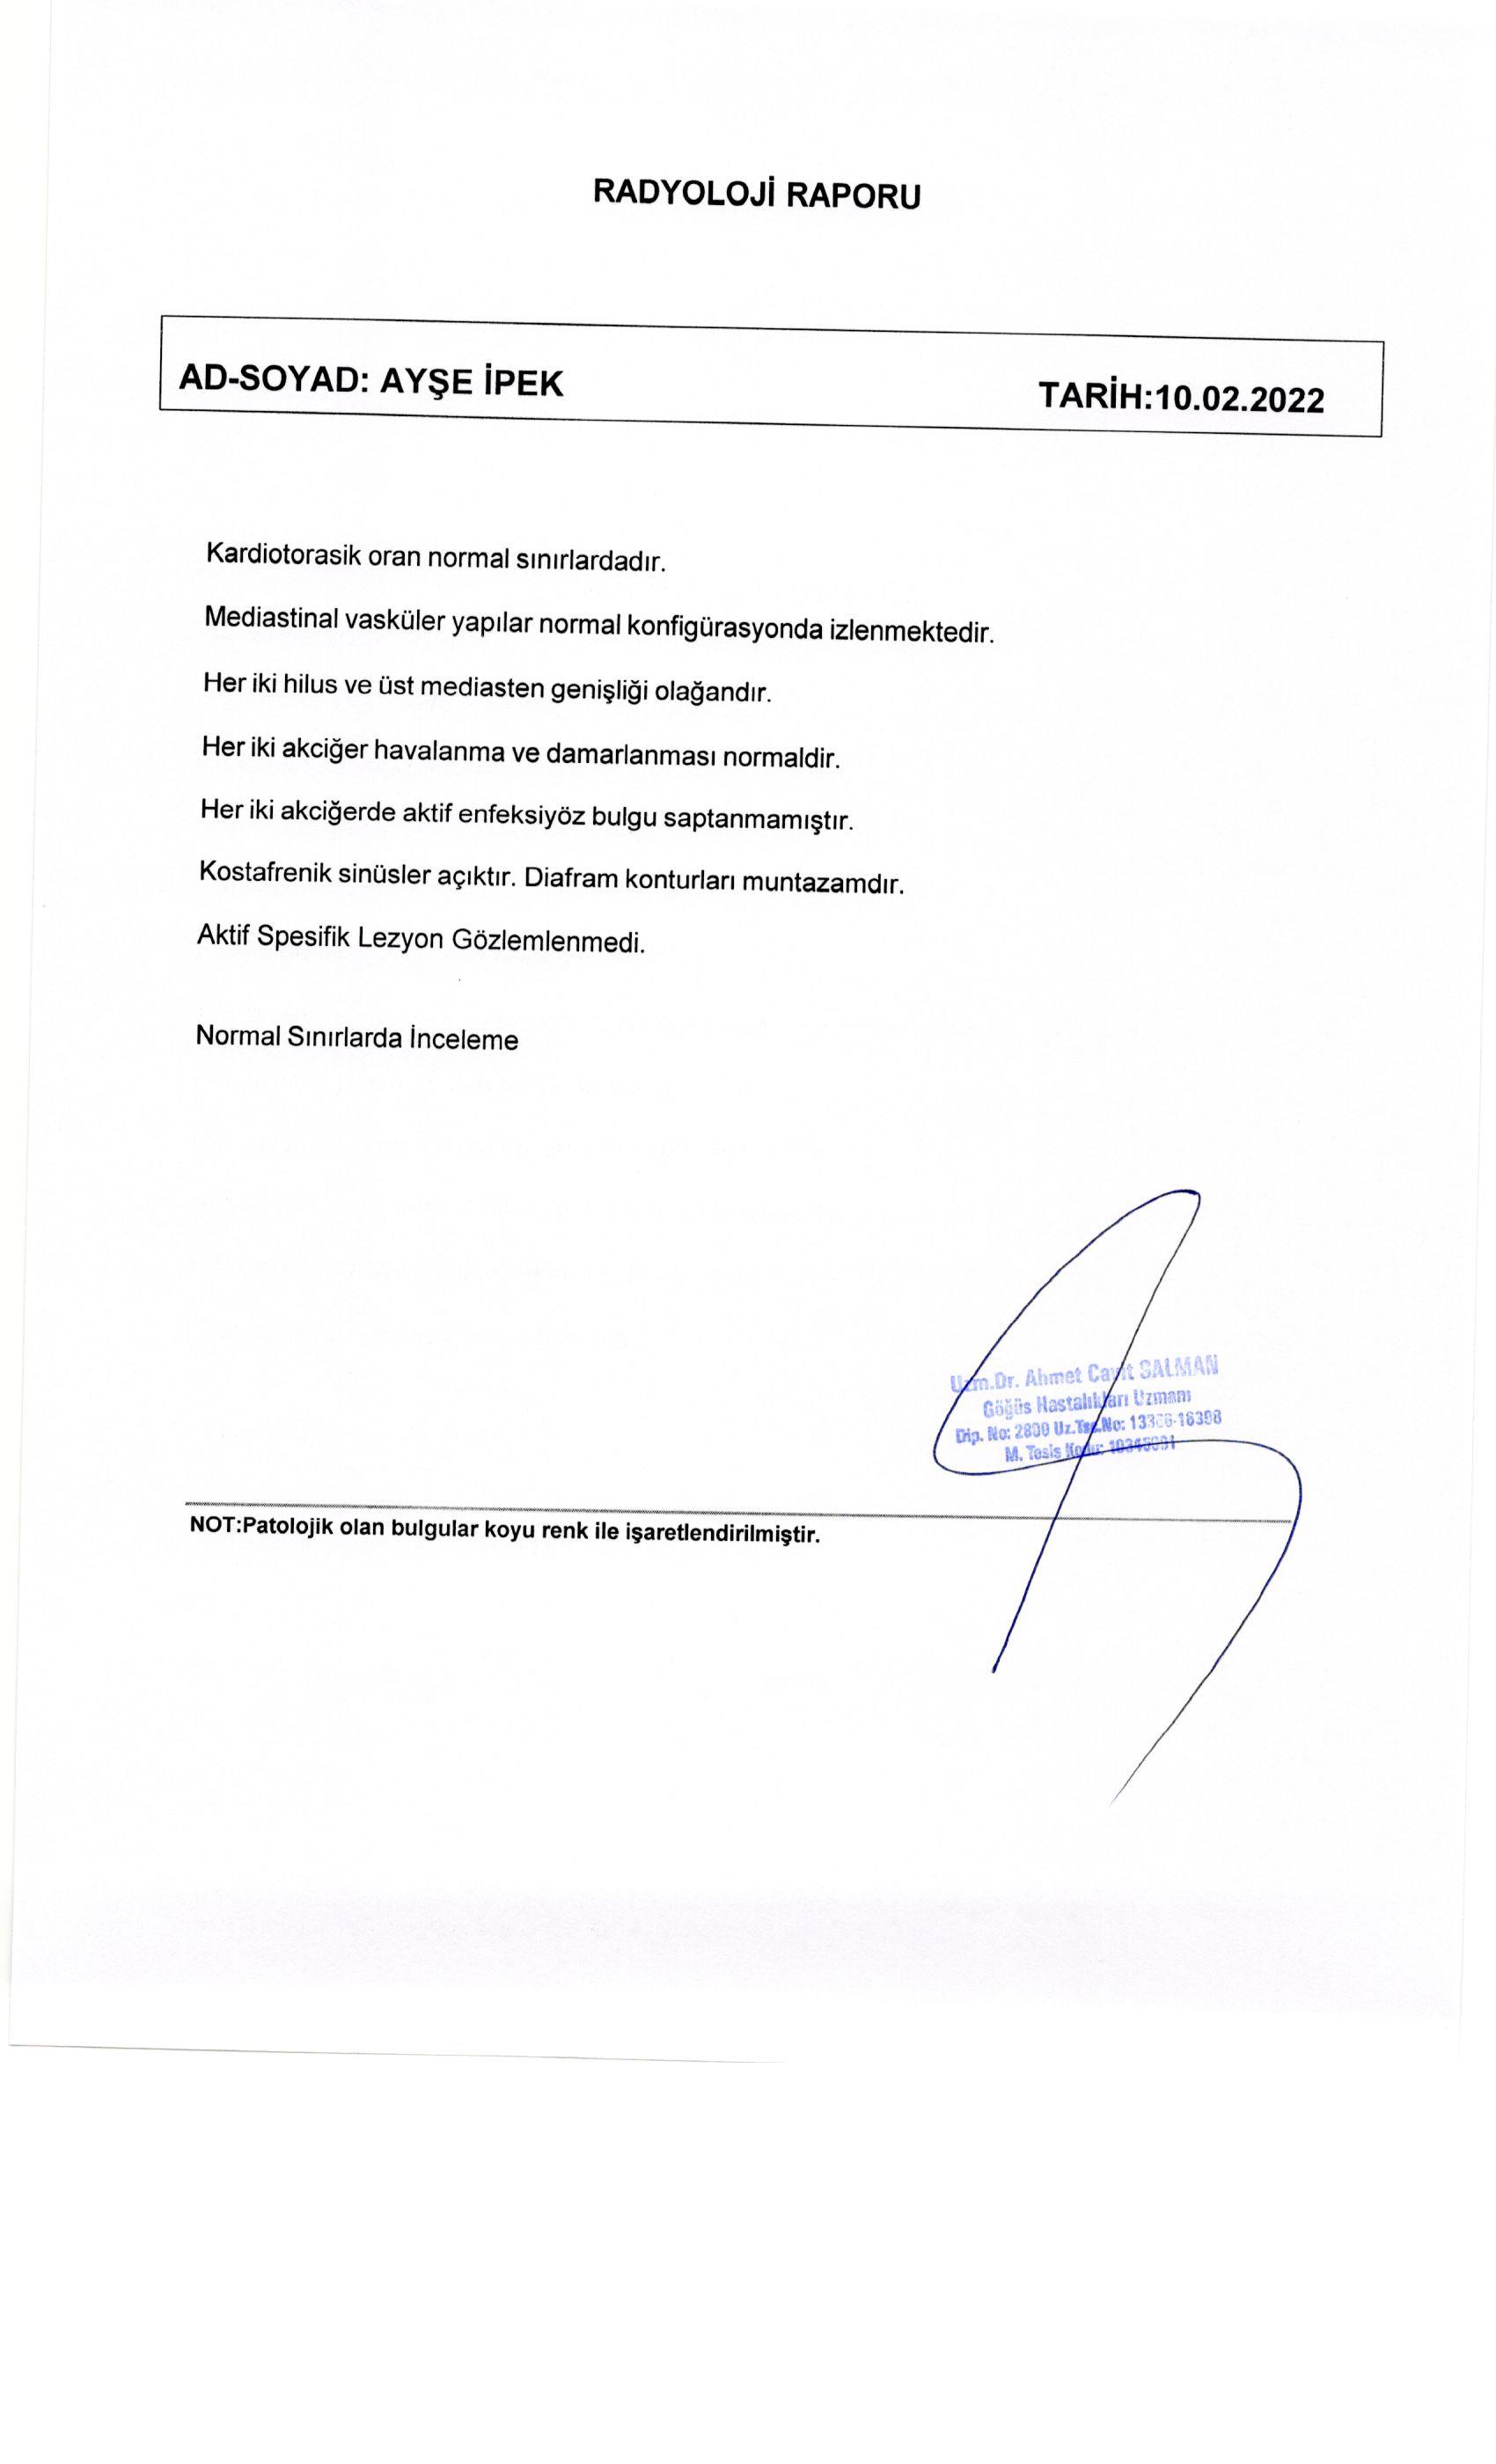 RADYOLOJİ RAPORU
AD-SOYAD: AYŞE İPEK
TARİH:10.02.2022
Kardiotorasik oran normal sınırlardadır.
Mediastinal vasküler yapılar normal konfigürasyonda izlenmektedir.
Her iki hilus ve üst mediasten genişliği olağandır.
Her iki akciğer havalanma ve damarlanması normaldir.
Her iki akciğerde aktif enfeksiyöz bulgu saptanmamıştır.
Kostafrenik sinüsler açıktır. Diafram konturları muntazamdır.
Aktif Spesifik Lezyon Gözlemlenmedi.
Normal Sınırlarda İnceleme
Uzm.Dr. Ahmet Cavit SALMAN
Göğüs Hastalıkları Uzmanı
Dip. No: Uz.Tsc.No:
M. Tesis Kodu:
NOT:Patolojik olan bulgular koyu renk ile işaretlendirilmiştir.